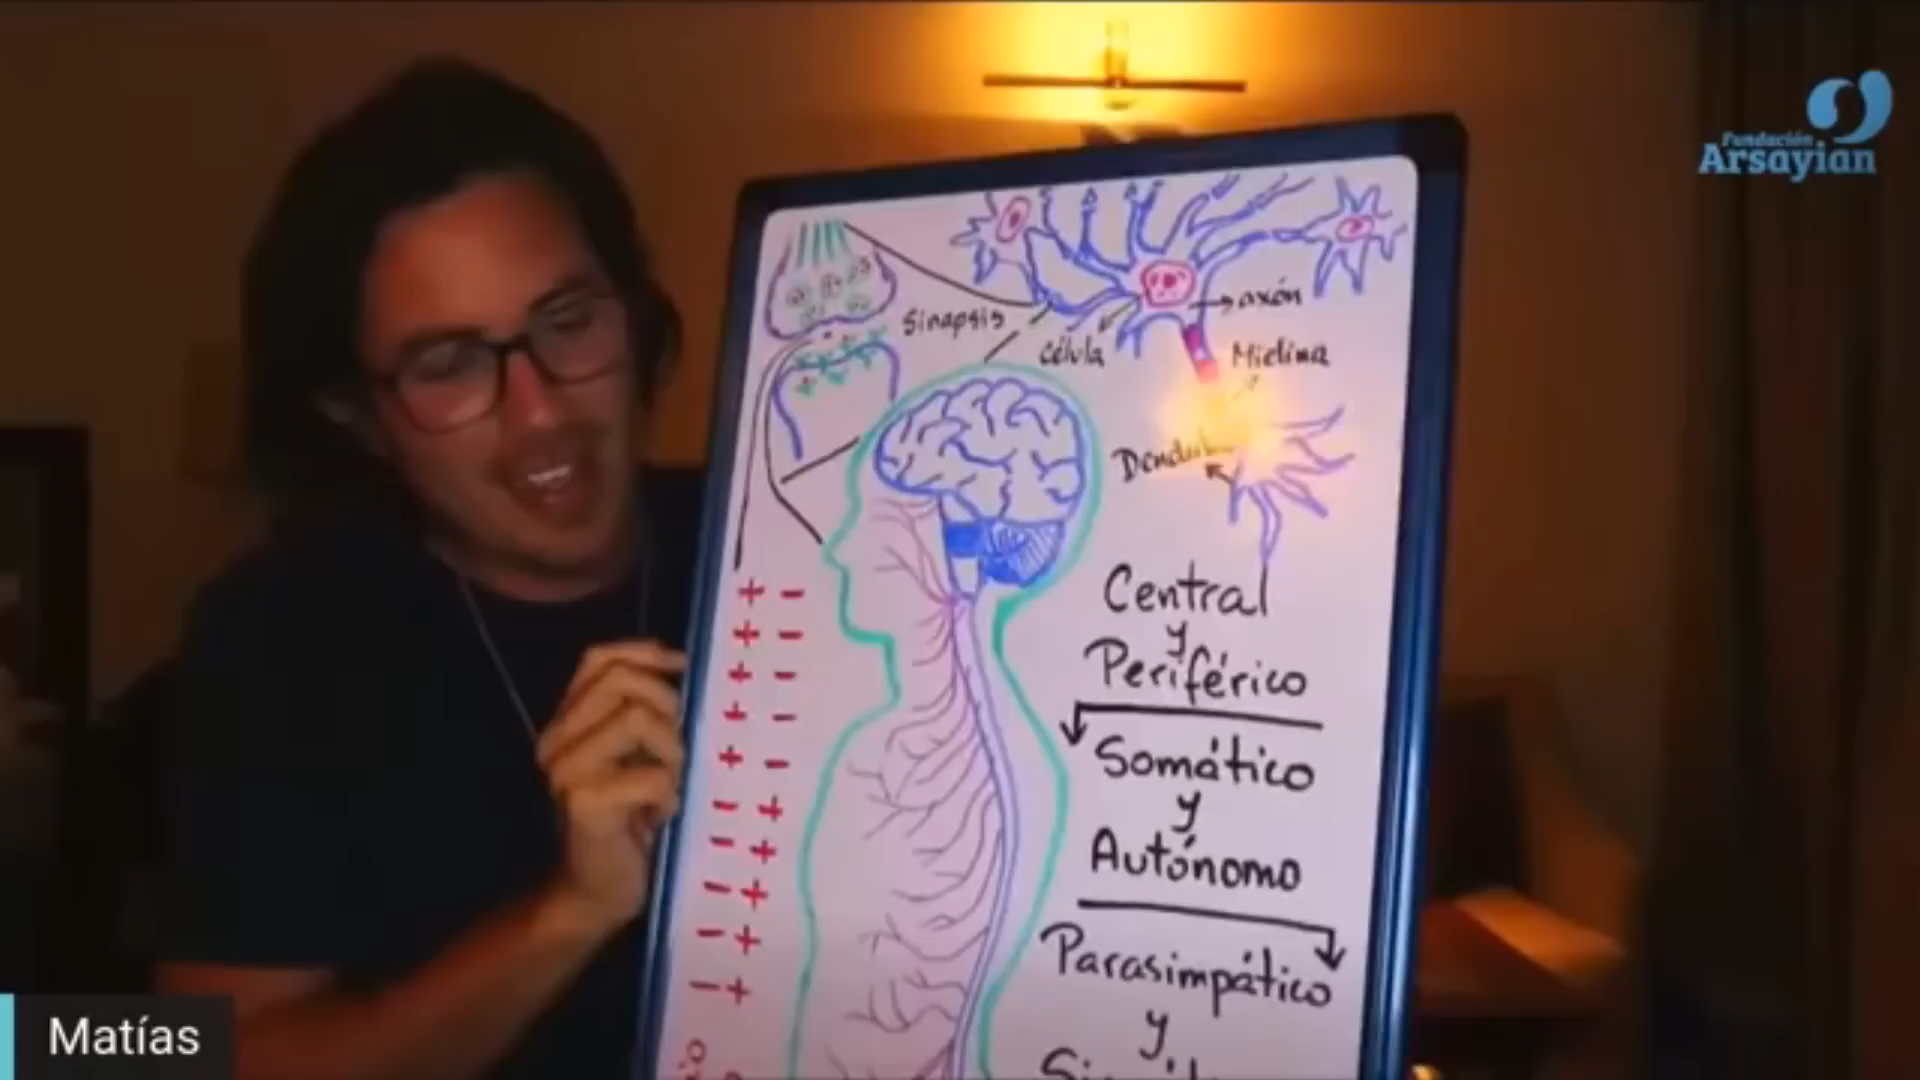 Fundación
Arsayian
Sinapsis
axón
Célula
Mielina
Central
y
Periférico
Somático
y
Autónomo
Parasimpático
y
+ -
+ -
+ -
+ -
+ -
- +
- +
- +
- +
- +
Matías